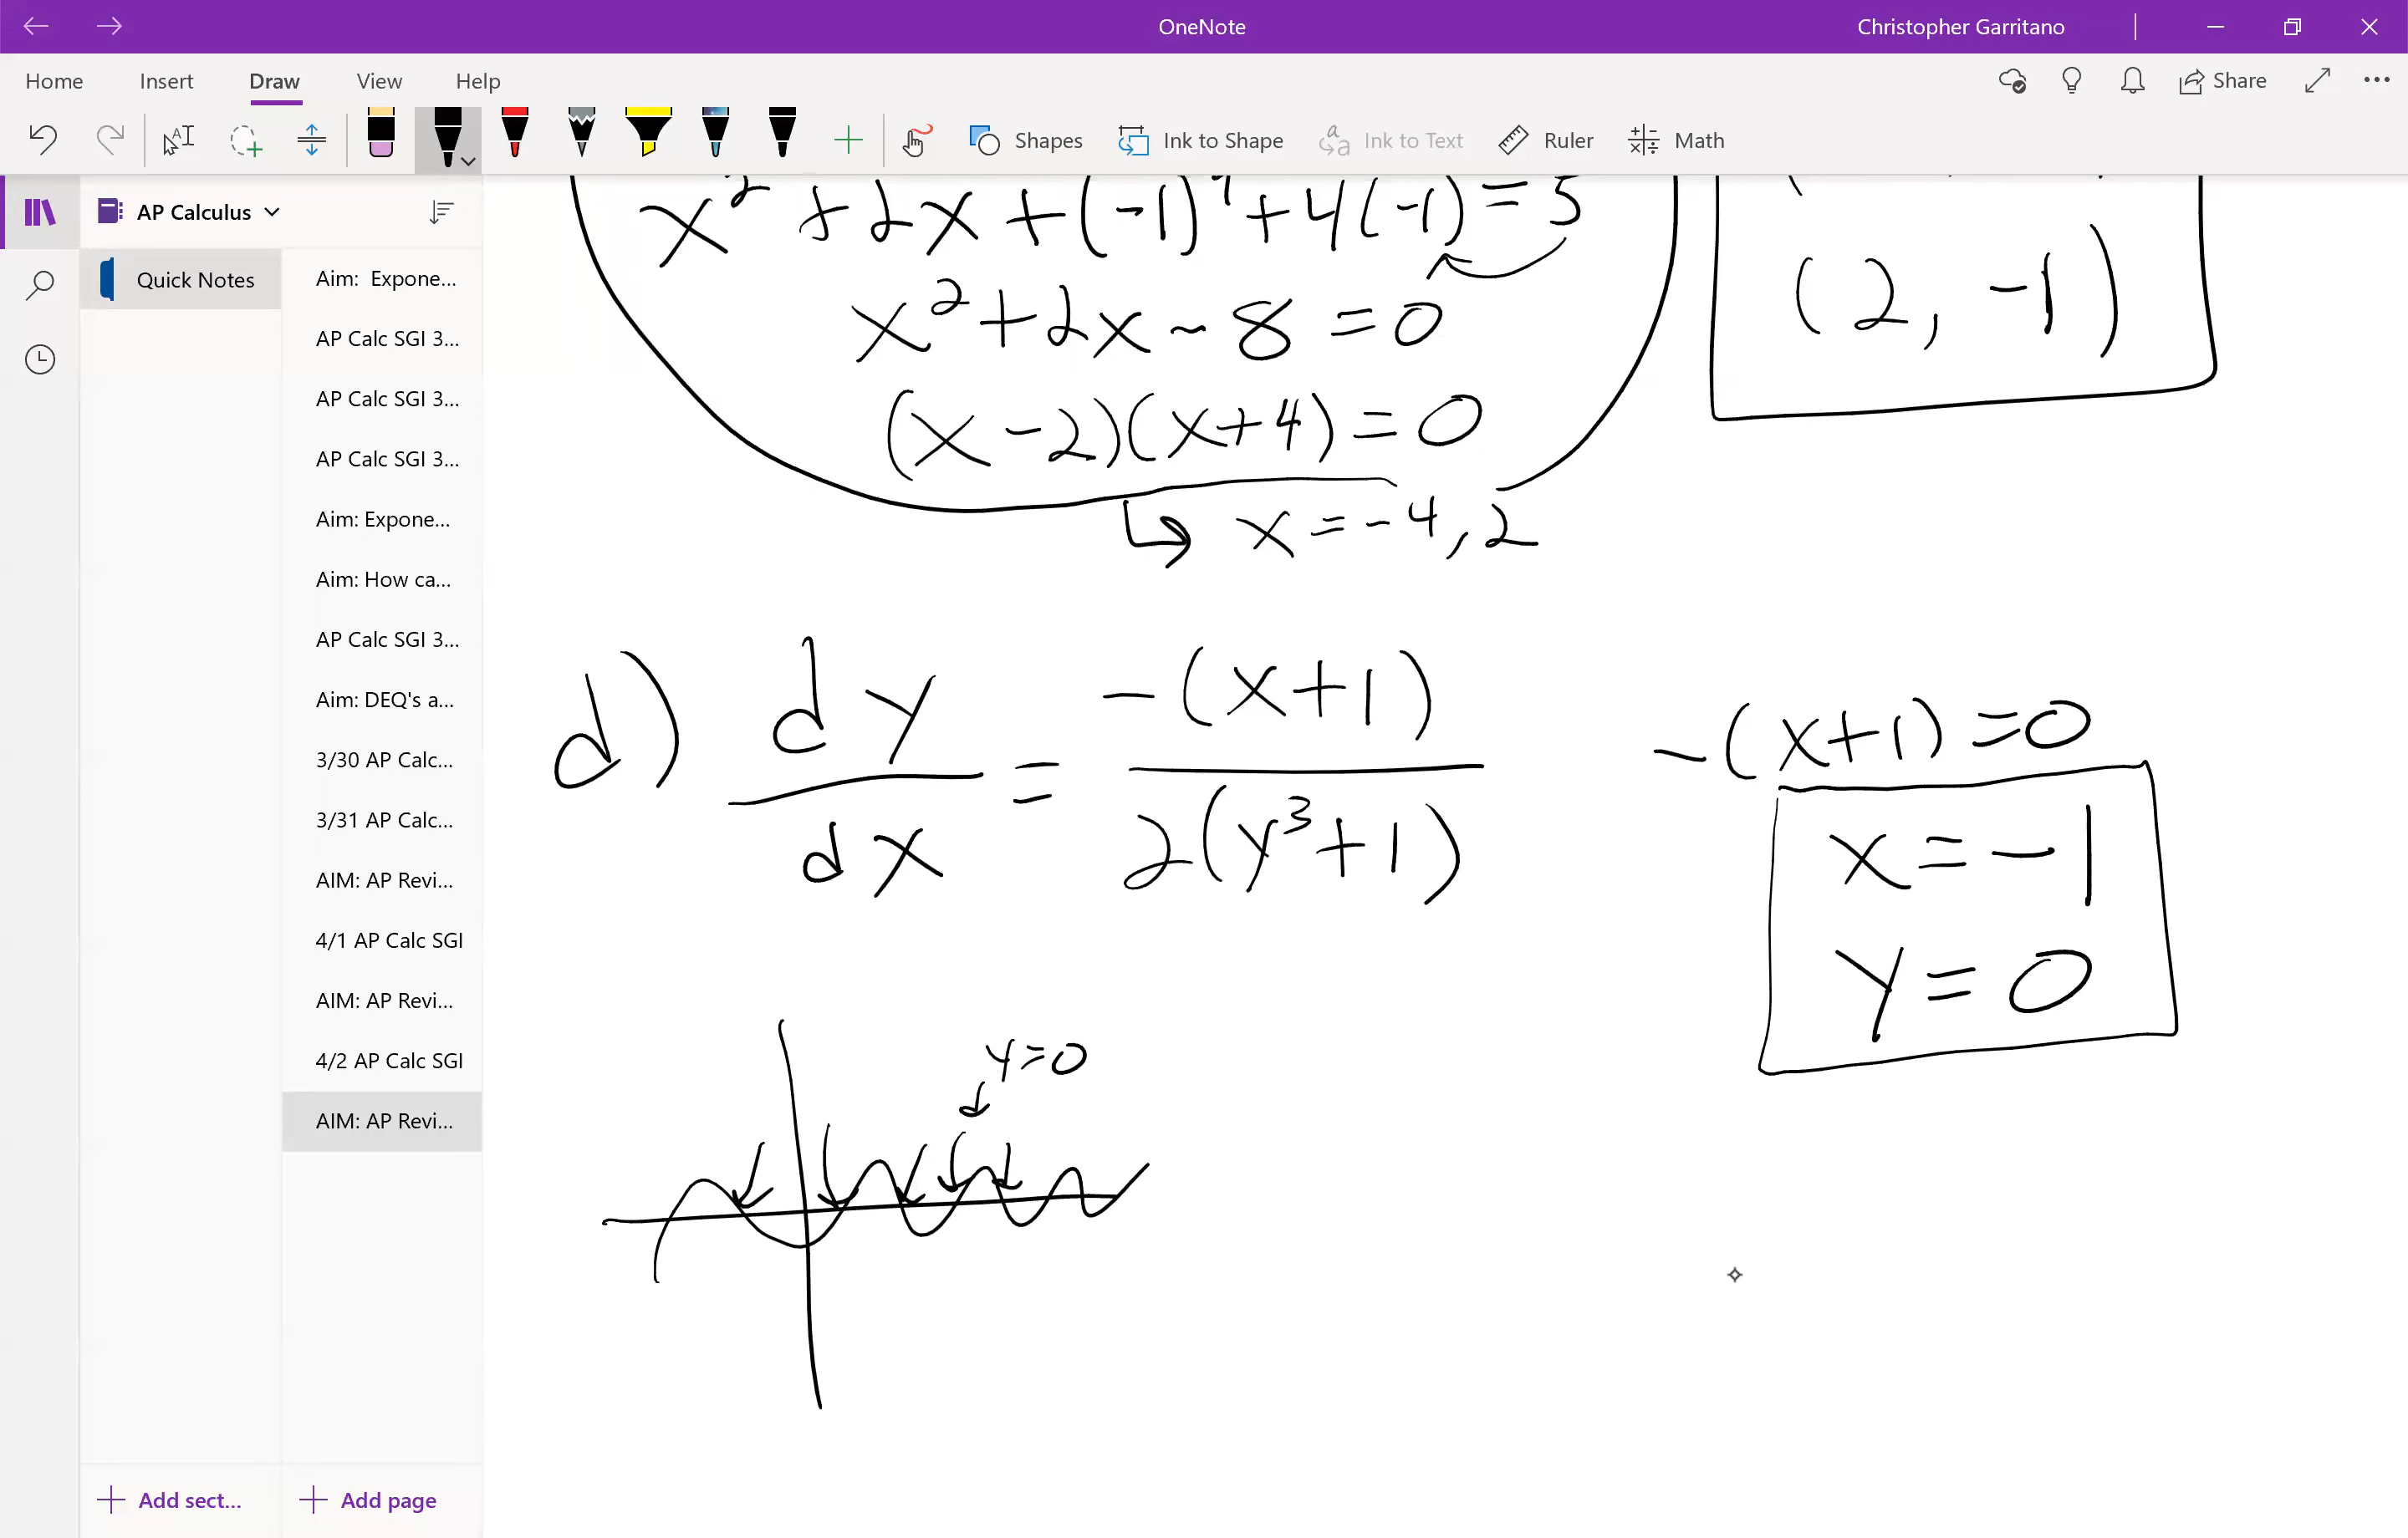 OneNote
Christopher Garritano
Home Insert Draw View Help
Share
Shapes Ink to Shape Ink to Text Ruler Math
AP Calculus
Quick Notes
Aim:  Expone...
AP Calc SGI 3...
AP Calc SGI 3...
AP Calc SGI 3...
Aim: Expone...
Aim: How ca...
AP Calc SGI 3...
Aim: DEQ's a...
3/30 AP Calc...
3/31 AP Calc...
AIM: AP Revi...
4/1 AP Calc SGI
AIM: AP Revi...
4/2 AP Calc SGI
AIM: AP Revi...
Add sect...
Add page
x² + 2x + (-1)⁴ + 4(-1) = 5
x² + 2x - 8 = 0
(x - 2)(x + 4) = 0
x = -4, 2
(2, -1)
d) dy/dx = -(x+1) / 2(y³+1)
-(x+1) = 0
x = -1
y = 0
y = 0